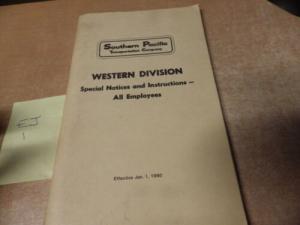 Southern Pacific
Transportation Company
WESTERN DIVISION
Special Notices and Instructions —
All Employees
Effective Jan. 1, 1980